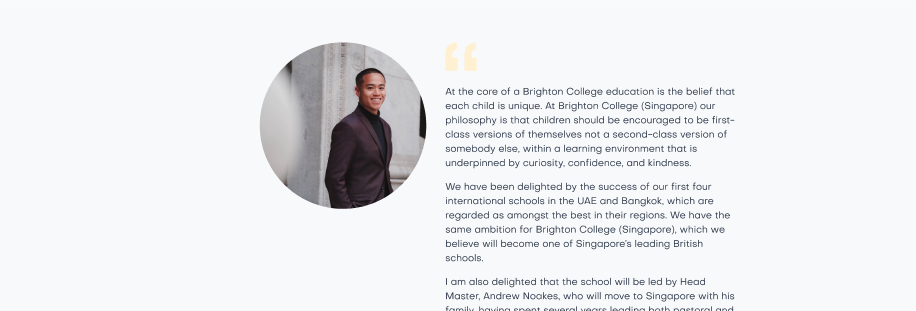 “
At the core of a Brighton College education is the belief that
each child is unique. At Brighton College (Singapore) our
philosophy is that children should be encouraged to be first-
class versions of themselves not a second-class version of
somebody else, within a learning environment that is
underpinned by curiosity, confidence, and kindness.
We have been delighted by the success of our first four
international schools in the UAE and Bangkok, which are
regarded as amongst the best in their regions. We have the
same ambition for Brighton College (Singapore), which we
believe will become one of Singapore's leading British
schools.
I am also delighted that the school will be led by Head
Master, Andrew Noakes, who will move to Singapore with his
family, having spent several years leading both pastoral and